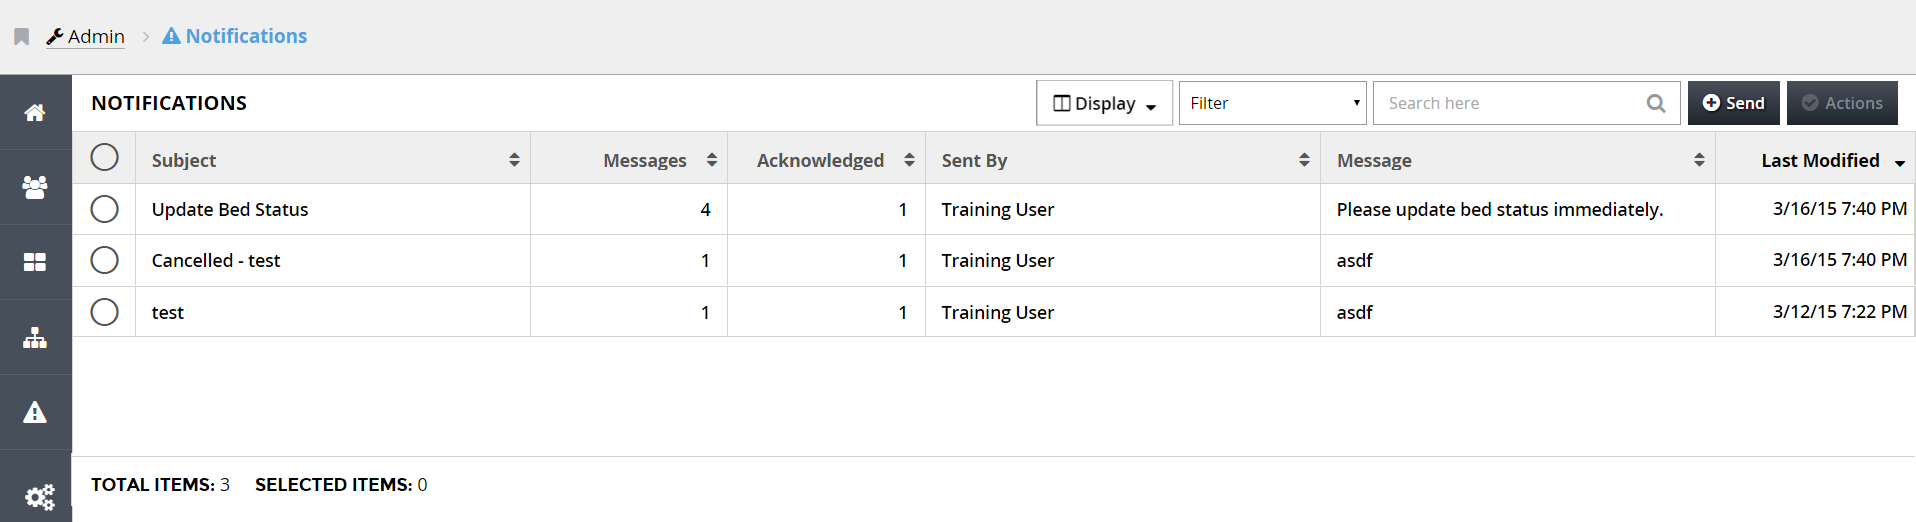 Admin > Notifications
NOTIFICATIONS Display Filter Search here Send Actions
Subject Messages Acknowledged Sent By Message Last Modified
Update Bed Status 4 1 Training User Please update bed status immediately. 3/16/15 7:40 PM
Cancelled - test 1 1 Training User asdf 3/16/15 7:40 PM
test 1 1 Training User asdf 3/12/15 7:22 PM
TOTAL ITEMS: 3 SELECTED ITEMS: 0